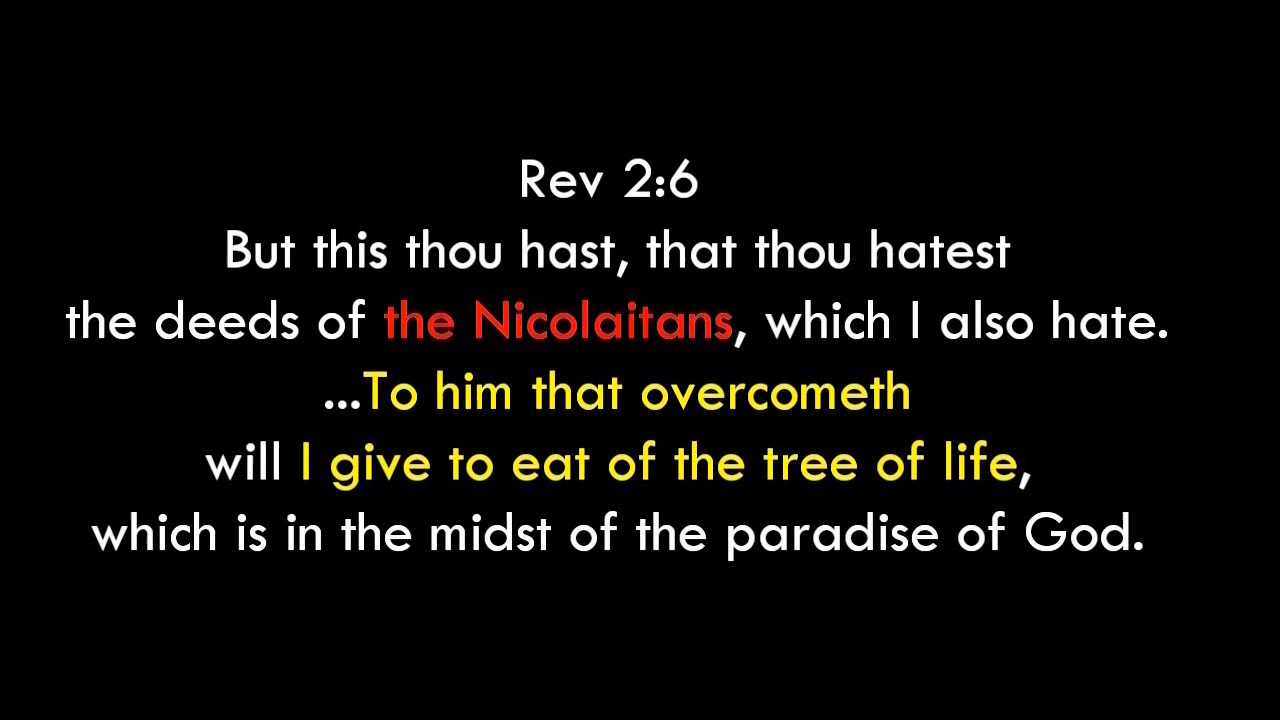 Rev 2:6
But this thou hast, that thou hatest
the deeds of the Nicolaitans, which I also hate.
...To him that overcometh
will I give to eat of the tree of life,
which is in the midst of the paradise of God.